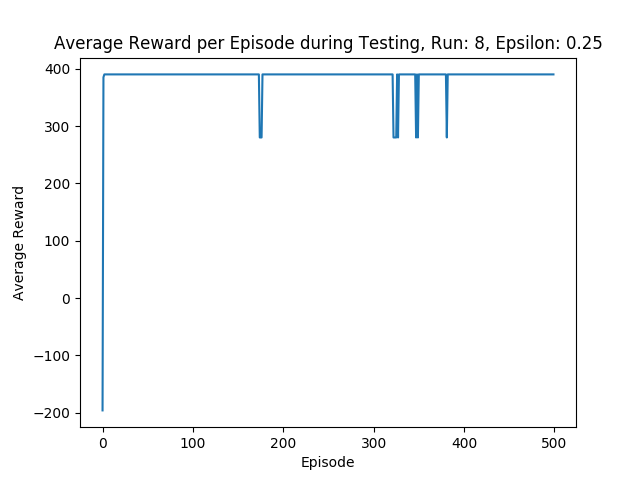 Average Reward per Episode during Testing, Run: 8, Epsilon: 0.25
400
300
200
100
0
−100
−200
Average Reward
0 100 200 300 400 500
Episode